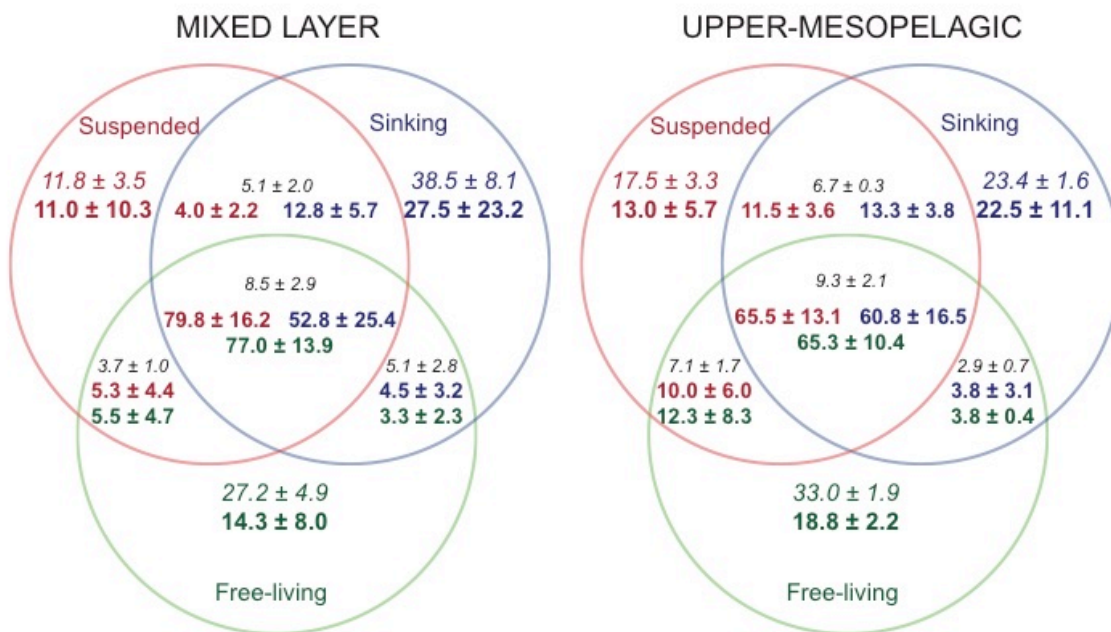 MIXED LAYER
Suspended
Sinking
11.8 ± 3.5
11.0 ± 10.3
5.1 ± 2.0
4.0 ± 2.2 12.8 ± 5.7
38.5 ± 8.1
27.5 ± 23.2
8.5 ± 2.9
79.8 ± 16.2 52.8 ± 25.4
77.0 ± 13.9
3.7 ± 1.0
5.3 ± 4.4
5.5 ± 4.7
5.1 ± 2.8
4.5 ± 3.2
3.3 ± 2.3
27.2 ± 4.9
14.3 ± 8.0
Free-living
UPPER-MESOPELAGIC
Suspended
Sinking
17.5 ± 3.3
13.0 ± 5.7
6.7 ± 0.3
11.5 ± 3.6 13.3 ± 3.8
23.4 ± 1.6
22.5 ± 11.1
9.3 ± 2.1
65.5 ± 13.1 60.8 ± 16.5
65.3 ± 10.4
7.1 ± 1.7
10.0 ± 6.0
12.3 ± 8.3
2.9 ± 0.7
3.8 ± 3.1
3.8 ± 0.4
33.0 ± 1.9
18.8 ± 2.2
Free-living